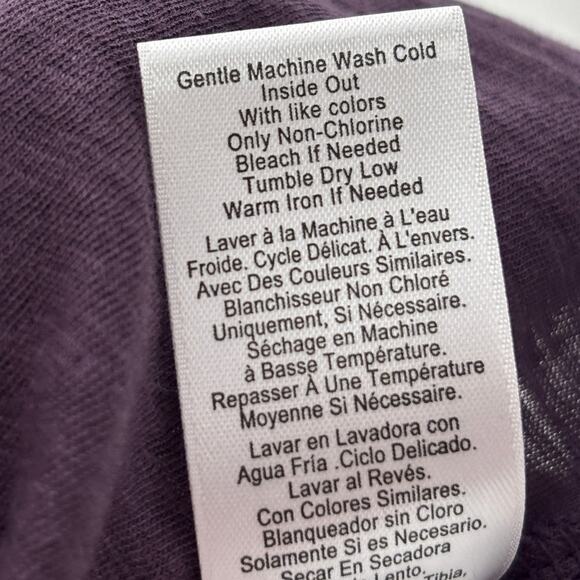 Gentle Machine Wash Cold
Inside Out
With like colors
Only Non-Chlorine
Bleach If Needed
Tumble Dry Low
Warm Iron If Needed
Laver à la Machine à L'eau
Froide. Cycle Délicat. À L'envers.
Avec Des Couleurs Similaires.
Blanchisseur Non Chloré
Uniquement, Si Nécessaire.
Séchage en Machine
à Basse Température.
Repasser À Une Température
Moyenne Si Nécessaire.
Lavar en Lavadora con
Agua Fría .Ciclo Delicado.
Lavar al Revés.
Con Colores Similares.
Blanqueador sin Cloro
Solamente Si es Necesario.
Secar En Secadora
Lento.